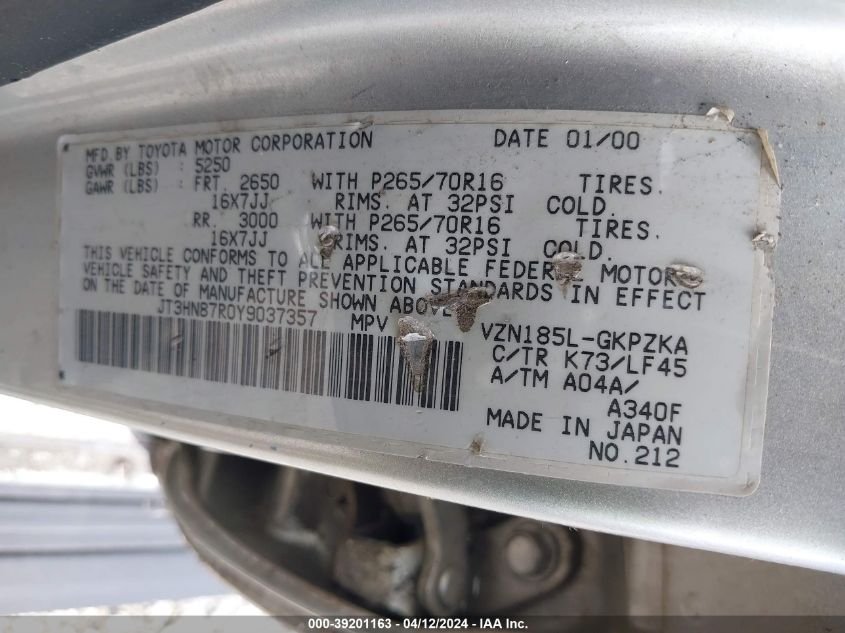 MFD. BY TOYOTA MOTOR CORPORATION DATE 01/00
GVWR (LBS) : 5250
GAWR (LBS) : FRT. 2650 WITH P265/70R16 TIRES.
16X7JJ RIMS. AT 32PSI COLD.
RR. 3000 WITH P265/70R16 TIRES.
16X7JJ RIMS. AT 32PSI COLD.
THIS VEHICLE CONFORMS TO ALL APPLICABLE FEDERAL MOTOR
VEHICLE SAFETY AND THEFT PREVENTION STANDARDS IN EFFECT
ON THE DATE OF MANUFACTURE SHOWN ABOVE.
JT3HN87R0Y9037357 MPV
VZN185L-GKPZKA
C/TR K73/LF45
A/TM A04A/
A340F
MADE IN JAPAN
NO.212
000-39201163 - 04/12/2024 - IAA Inc.